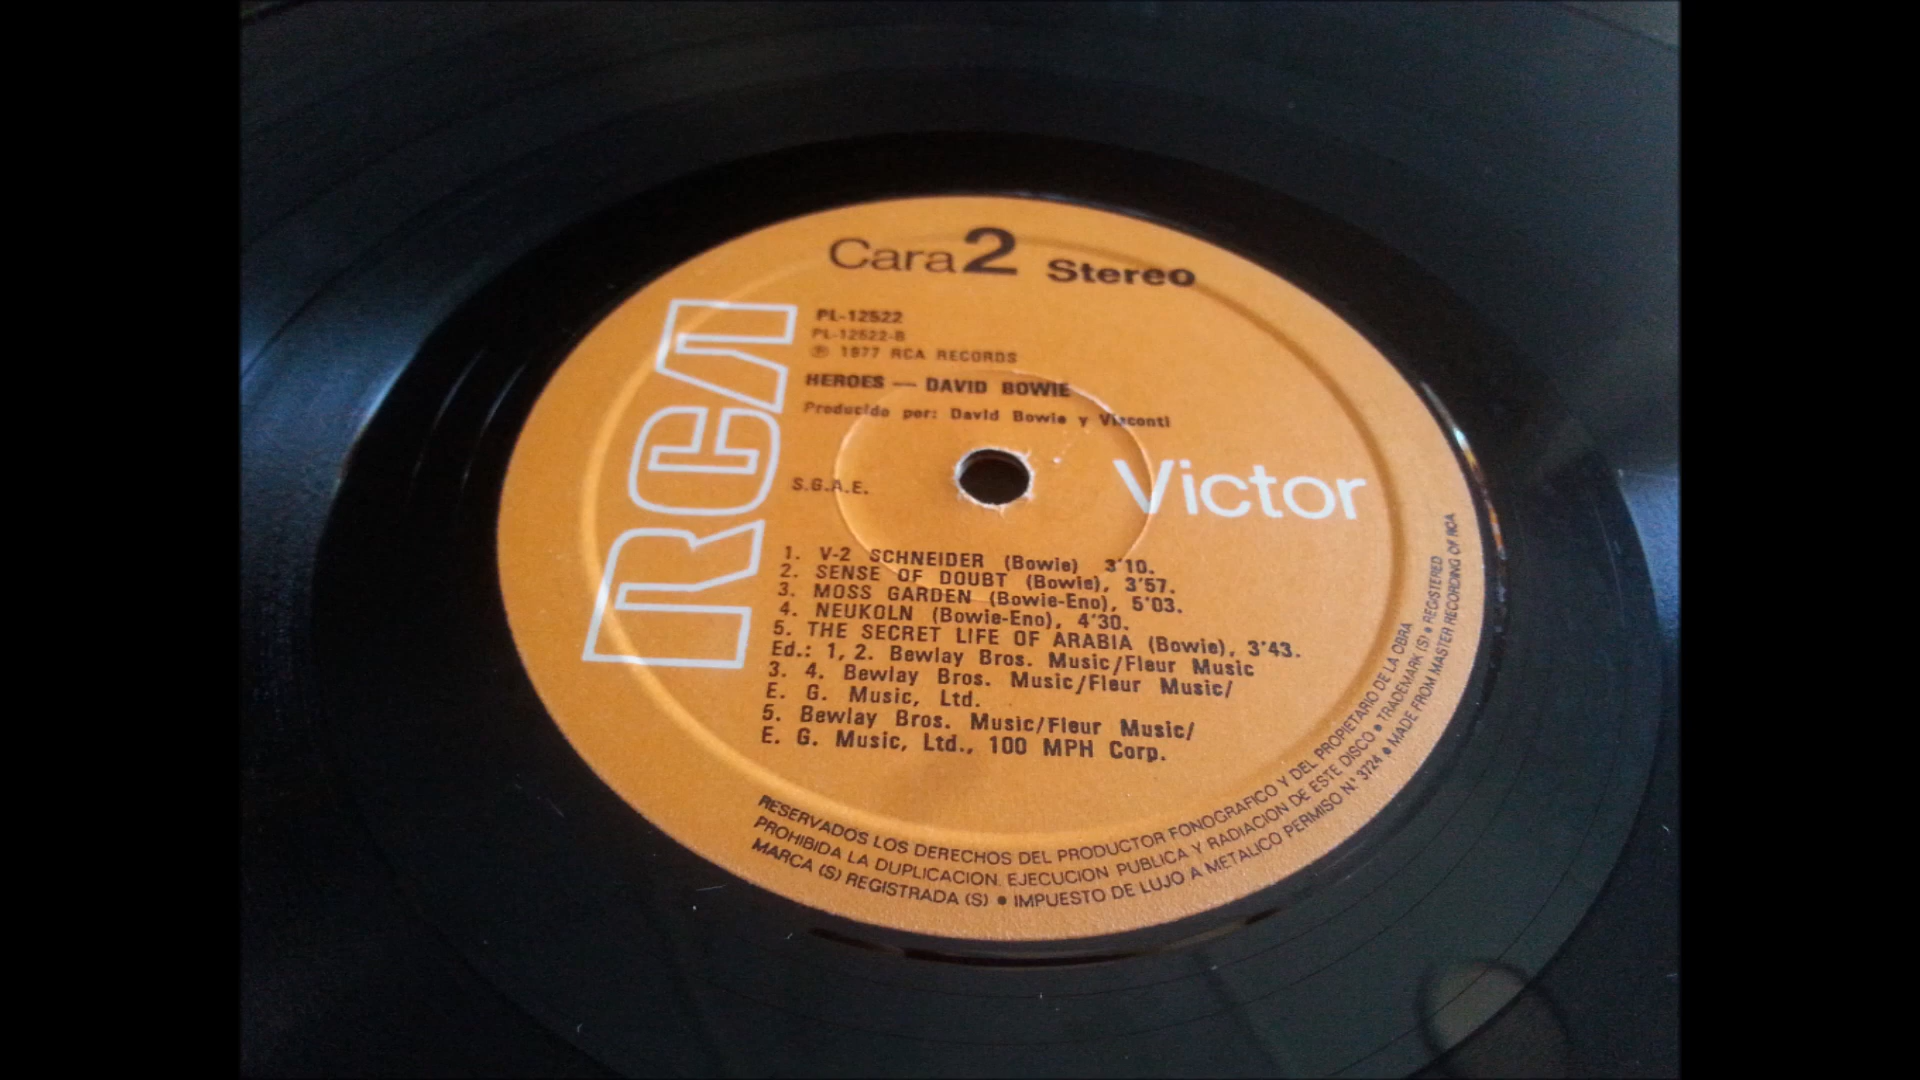 Cara 2 Stereo
PL-12522
PL-12522-B
℗ 1977 RCA RECORDS
HEROES — DAVID BOWIE
Producido por: David Bowie y Visconti
RCA
Victor
S.G.A.E.
1. V-2 SCHNEIDER (Bowie) 3'10.
2. SENSE OF DOUBT (Bowie), 3'57.
3. MOSS GARDEN (Bowie-Eno), 5'03.
4. NEUKOLN (Bowie-Eno), 4'30.
5. THE SECRET LIFE OF ARABIA (Bowie), 3'43.
Ed.: 1, 2. Bewlay Bros. Music/Fleur Music
3. 4. Bewlay Bros. Music/Fleur Music/
E. G. Music, Ltd.
5. Bewlay Bros. Music/Fleur Music/
E. G. Music, Ltd., 100 MPH Corp.
RESERVADOS LOS DERECHOS DEL PRODUCTOR FONOGRAFICO Y DEL PROPIETARIO DE LA OBRA
PROHIBIDA LA DUPLICACION. EJECUCION PUBLICA Y RADIACION DE ESTE DISCO ● TRADEMARK (S) ● REGISTERED
MARCA (S) REGISTRADA (S) ● IMPUESTO DE LUJO A METALICO PERMISO N.º 3724 ● MADE FROM MASTER RECORDING OF RCA